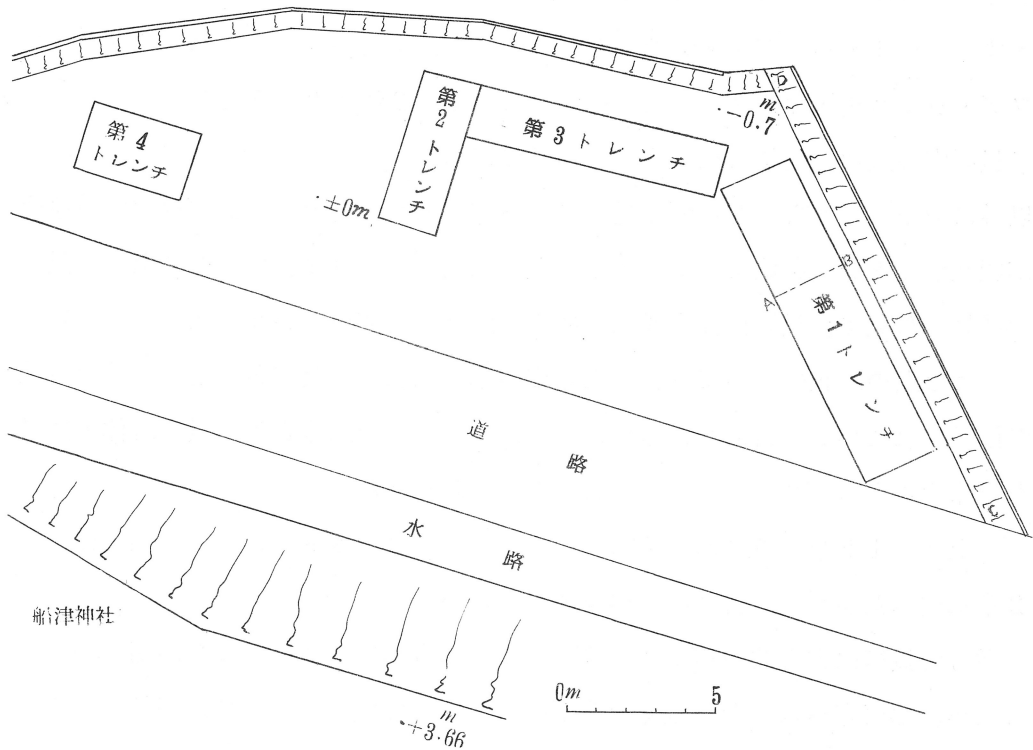 第4
トレンチ
第2トレンチ
第3トレンチ
m
·-0.7
·±0m
A
B
第1トレンチ
道路
水路
船津神社
0m 5
m
·+3.66